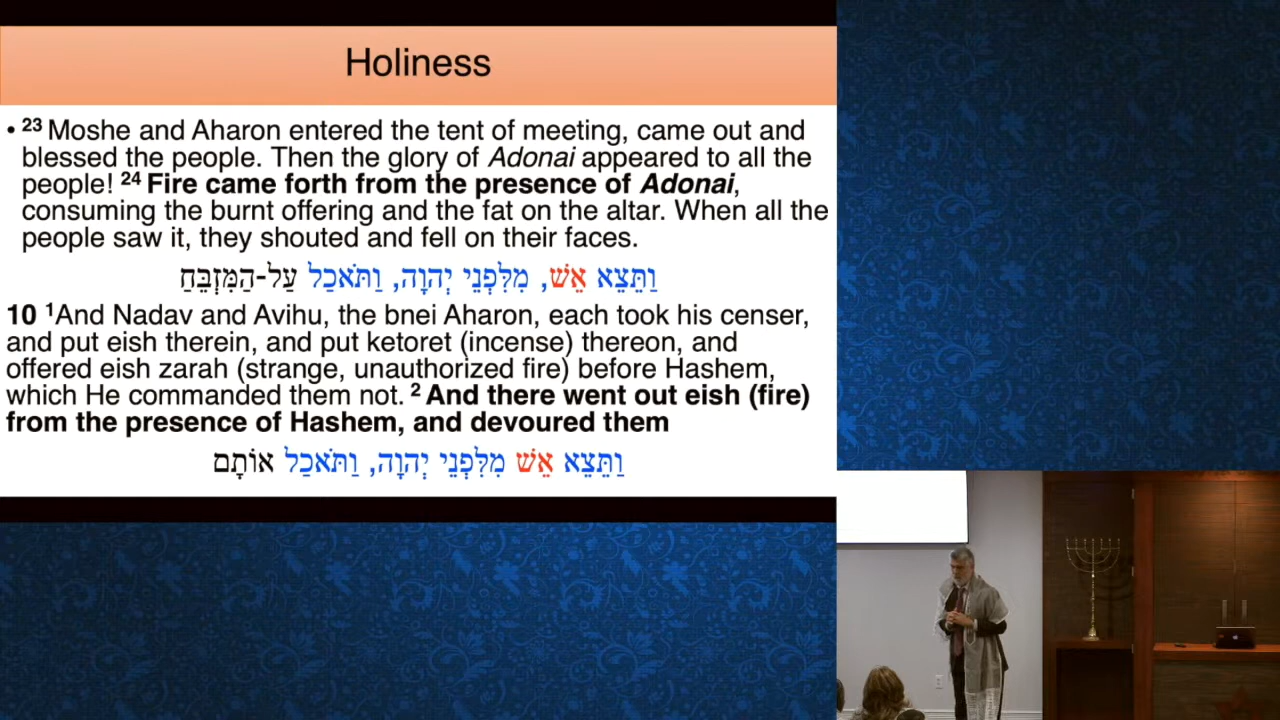 Holiness
• 23 Moshe and Aharon entered the tent of meeting, came out and
blessed the people. Then the glory of Adonai appeared to all the
people! 24 Fire came forth from the presence of Adonai,
consuming the burnt offering and the fat on the altar. When all the
people saw it, they shouted and fell on their faces.
וַתֵּצֵא אֵשׁ, מִלִּפְנֵי יְהוָה, וַתֹּאכַל עַל-הַמִּזְבֵּחַ
10 1And Nadav and Avihu, the bnei Aharon, each took his censer,
and put eish therein, and put ketoret (incense) thereon, and
offered eish zarah (strange, unauthorized fire) before Hashem,
which He commanded them not. 2 And there went out eish (fire)
from the presence of Hashem, and devoured them
וַתֵּצֵא אֵשׁ מִלִּפְנֵי יְהוָה, וַתֹּאכַל אוֹתָם